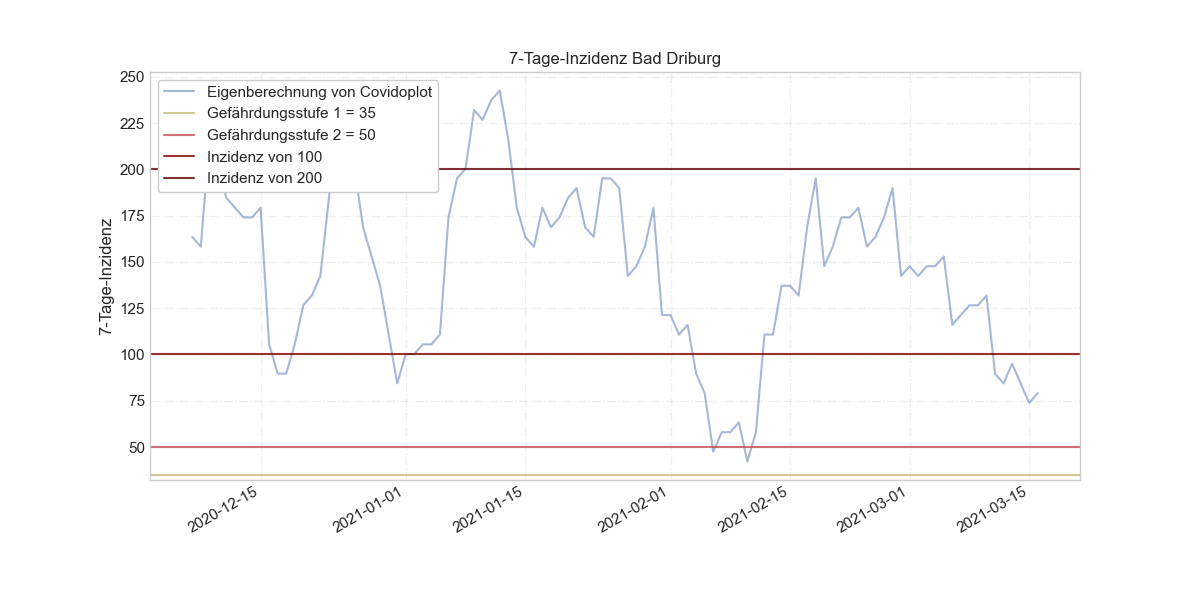 7-Tage-Inzidenz Bad Driburg
Eigenberechnung von Covidoplot
Gefährdungsstufe 1 = 35
Gefährdungsstufe 2 = 50
Inzidenz von 100
Inzidenz von 200
7-Tage-Inzidenz
250
225
200
175
150
125
100
75
50
2020-12-15
2021-01-01
2021-01-15
2021-02-01
2021-02-15
2021-03-01
2021-03-15